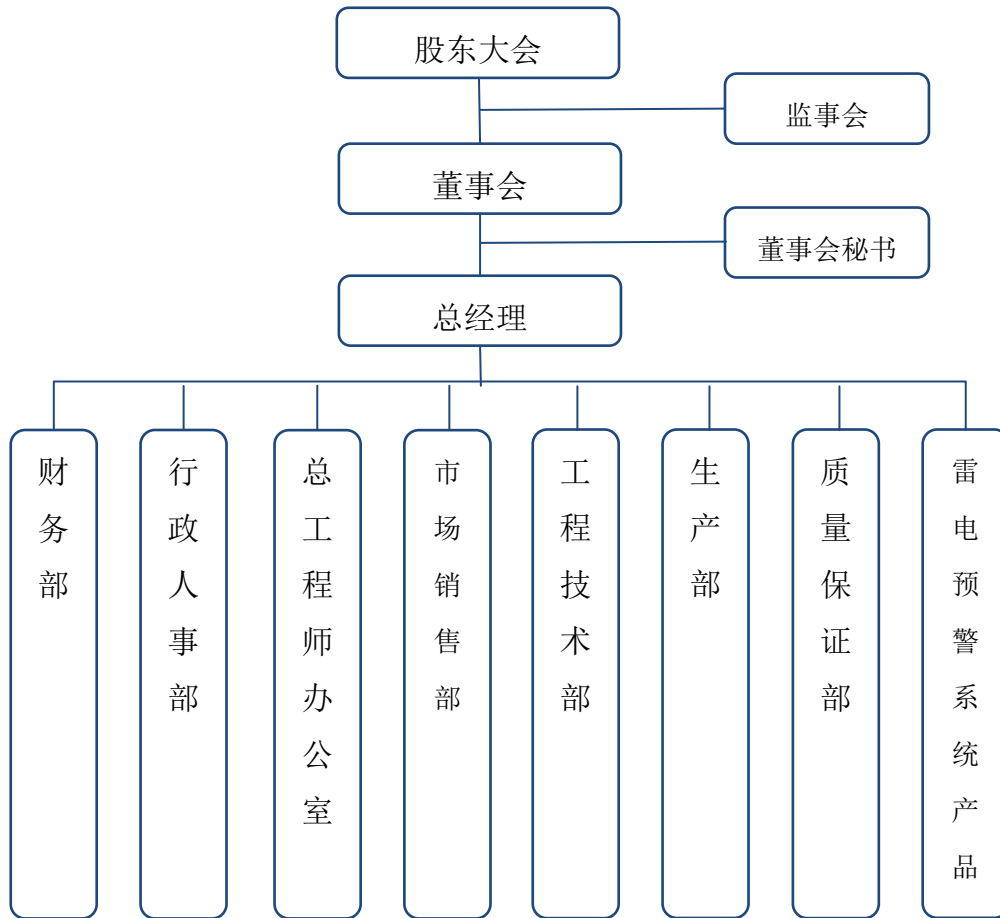 股东大会
监事会
董事会
董事会秘书
总经理
财务部
行政人事部
总工程师办公室
市场销售部
工程技术部
生产部
质量保证部
雷电预警系统产品